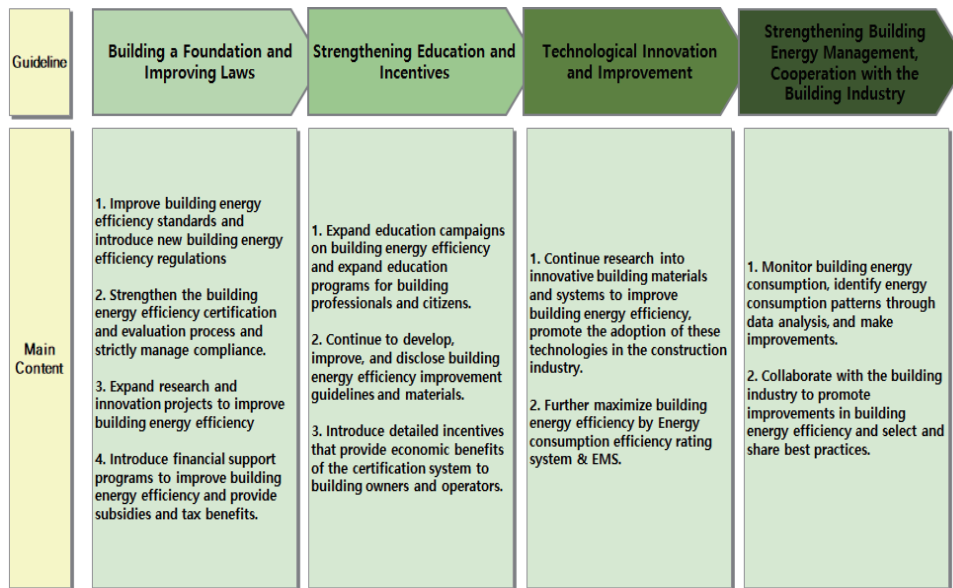 Guideline
Building a Foundation and
Improving Laws
Strengthening Education and
Incentives
Technological Innovation
and Improvement
Strengthening Building
Energy Management,
Cooperation with the
Building Industry
Main
Content
1. Improve building energy
efficiency standards and
introduce new building energy
efficiency regulations
2. Strengthen the building
energy efficiency certification
and evaluation process and
strictly manage compliance.
3. Expand research and
innovation projects to improve
building energy efficiency
4. Introduce financial support
programs to improve building
energy efficiency and provide
subsidies and tax benefits.
1. Expand education campaigns
on building energy efficiency
and expand education
programs for building
professionals and citizens.
2. Continue to develop,
improve, and disclose building
energy efficiency improvement
guidelines and materials.
3. Introduce detailed incentives
that provide economic benefits
of the certification system to
building owners and operators.
1. Continue research into
innovative building materials
and systems to improve
building energy efficiency,
promote the adoption of these
technologies in the construction
industry.
2. Further maximize building
energy efficiency by Energy
consumption efficiency rating
system & EMS.
1. Monitor building energy
consumption, identify energy
consumption patterns through
data analysis, and make
improvements.
2. Collaborate with the building
industry to promote
improvements in building
energy efficiency and select and
share best practices.